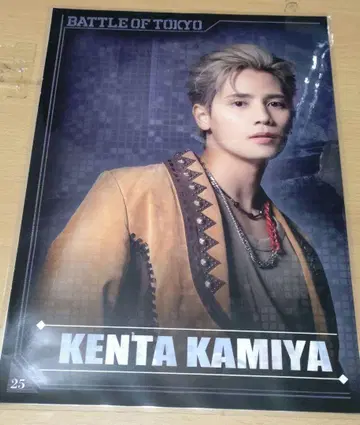 BATTLE OF TOKYO
KENTA KAMIYA
25